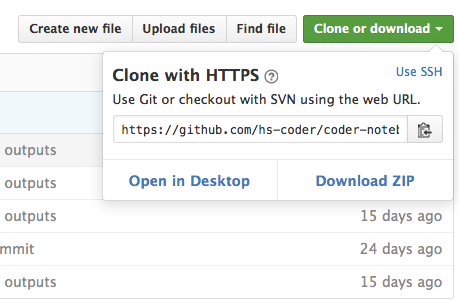 Create new file Upload files Find file Clone or download
Clone with HTTPS ? Use SSH
Use Git or checkout with SVN using the web URL.
https://github.com/hs-coder/coder-noteb
outputs
outputs
Open in Desktop Download ZIP
outputs 15 days ago
mmit 24 days ago
outputs 15 days ago